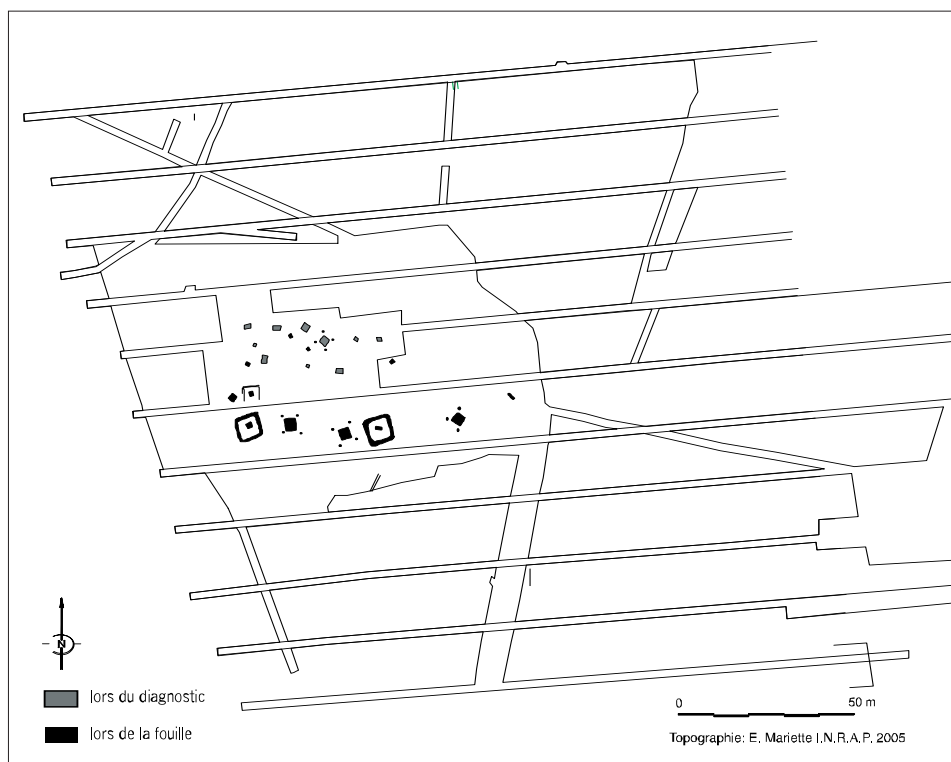 N
lors du diagnostic
lors de la fouille
0 50 m
Topographie: E. Mariette I.N.R.A.P. 2005